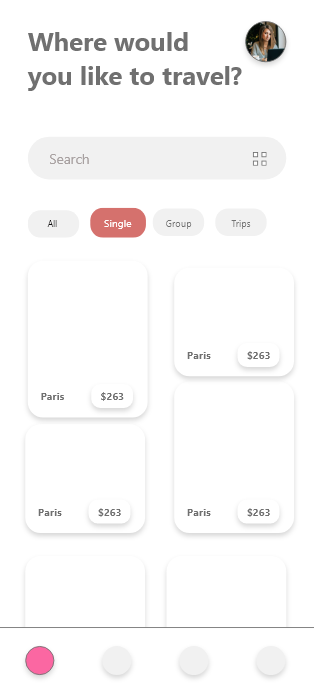 Where would
you like to travel?
Search
All
Single
Group
Trips
Paris
$263
Paris
$263
Paris
$263
Paris
$263